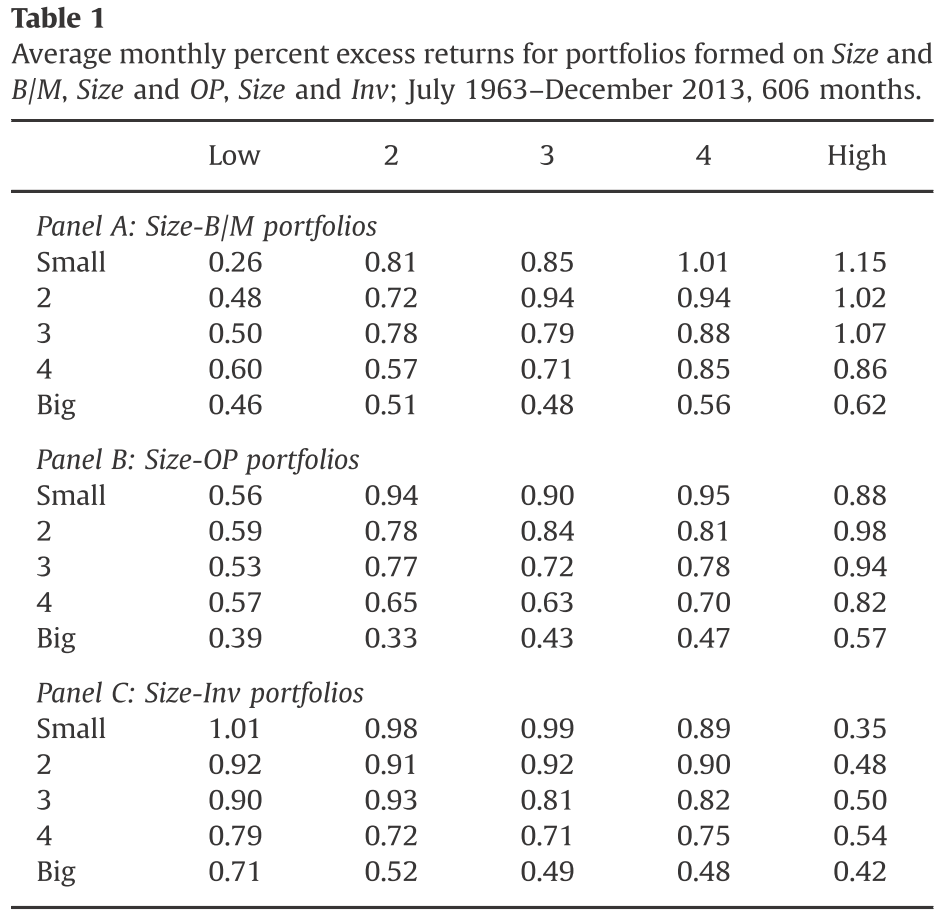 Table 1
Average monthly percent excess returns for portfolios formed on Size and
B/M, Size and OP, Size and Inv; July 1963–December 2013, 606 months.
Low 2 3 4 High
Panel A: Size-B/M portfolios
Small 0.26 0.81 0.85 1.01 1.15
2 0.48 0.72 0.94 0.94 1.02
3 0.50 0.78 0.79 0.88 1.07
4 0.60 0.57 0.71 0.85 0.86
Big 0.46 0.51 0.48 0.56 0.62
Panel B: Size-OP portfolios
Small 0.56 0.94 0.90 0.95 0.88
2 0.59 0.78 0.84 0.81 0.98
3 0.53 0.77 0.72 0.78 0.94
4 0.57 0.65 0.63 0.70 0.82
Big 0.39 0.33 0.43 0.47 0.57
Panel C: Size-Inv portfolios
Small 1.01 0.98 0.99 0.89 0.35
2 0.92 0.91 0.92 0.90 0.48
3 0.90 0.93 0.81 0.82 0.50
4 0.79 0.72 0.71 0.75 0.54
Big 0.71 0.52 0.49 0.48 0.42